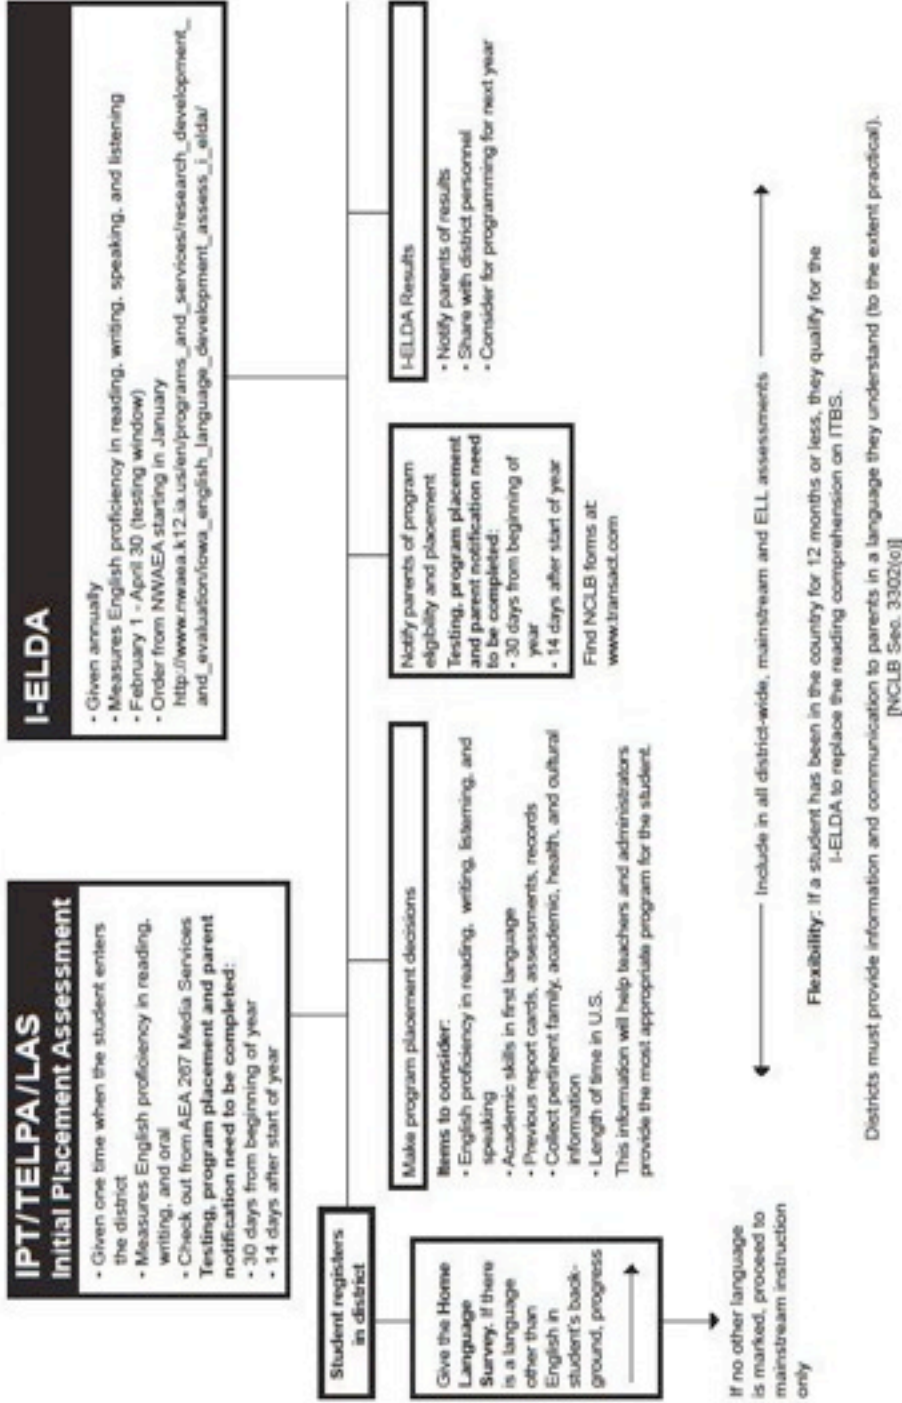 IPT/TELPA/LAS
Initial Placement Assessment
• Given one time when the student enters
the district
• Measures English proficiency in reading,
writing, and oral
• Check out from AEA 267 Media Services
Testing, program placement and parent
notification need to be completed:
• 30 days from beginning of year
• 14 days after start of year
I-ELDA
• Given annually
• Measures English proficiency in reading, writing, speaking, and listening
• February 1 - April 30 (testing window)
• Order from NWAEA starting in January
http://www.nwaea.k12.ia.us/en/programs_and_services/research_development_
and_evaluation/iowa_english_language_development_assess_i_elda/
Student registers
in district
Give the Home
Language
Survey. If there
is a language
other than
English in
student's back-
ground, progress
If no other language
is marked, proceed to
mainstream instruction
only
Make program placement decisions
Items to consider:
• English proficiency in reading, writing, listerning, and
speaking
• Academic skills in first language
• Previous report cards, assessments, records
• Collect pertinent family, academic, health, and cultural
information
• Length of time in U.S.
This information will help teachers and administrators
provide the most appropriate program for the student.
Notify parents of program
eligibility and placement
Testing, program placement
and parent notification need
to be completed:
• 30 days from beginning of
year
• 14 days after start of year
Find NCLB forms at:
www.transact.com
I-ELDA Results
• Notify parents of results
• Share with district personnel
• Consider for programming for next year
Include in all district-wide, mainstream and ELL assessments
Flexibility: If a student has been in the country for 12 months or less, they qualify for the
I-ELDA to replace the reading comprehension on ITBS.
Districts must provide information and communication to parents in a language they understand (to the extent practical).
[NCLB Sec. 3302(c)]